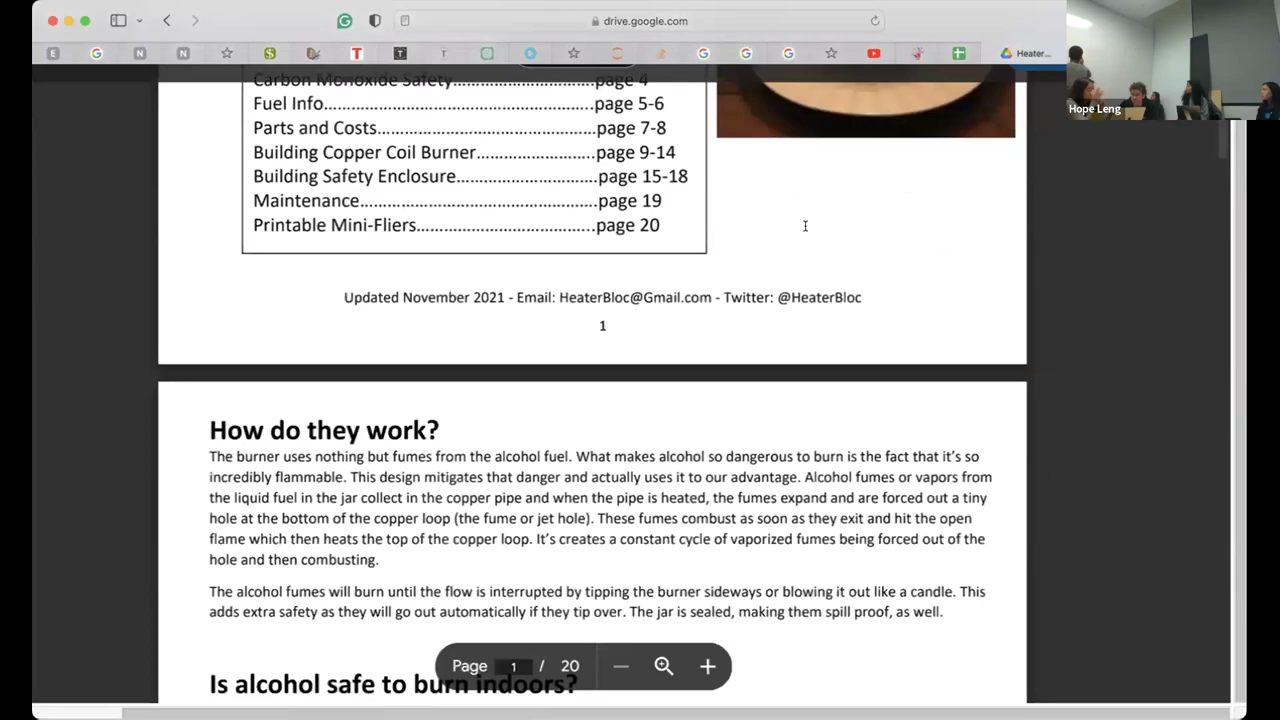 drive.google.com
Heater...
Hope Leng
Carbon Monoxide Safety.................................page 4
Fuel Info......................................................page 5-6
Parts and Costs............................................page 7-8
Building Copper Coil Burner........................page 9-14
Building Safety Enclosure............................page 15-18
Maintenance................................................page 19
Printable Mini-Fliers....................................page 20
Updated November 2021 - Email: HeaterBloc@Gmail.com - Twitter: @HeaterBloc
1
How do they work?
The burner uses nothing but fumes from the alcohol fuel. What makes alcohol so dangerous to burn is the fact that it’s so
incredibly flammable. This design mitigates that danger and actually uses it to our advantage. Alcohol fumes or vapors from
the liquid fuel in the jar collect in the copper pipe and when the pipe is heated, the fumes expand and are forced out a tiny
hole at the bottom of the copper loop (the fume or jet hole). These fumes combust as soon as they exit and hit the open
flame which then heats the top of the copper loop. It’s creates a constant cycle of vaporized fumes being forced out of the
hole and then combusting.
The alcohol fumes will burn until the flow is interrupted by tipping the burner sideways or blowing it out like a candle. This
adds extra safety as they will go out automatically if they tip over. The jar is sealed, making them spill proof, as well.
Page 1 / 20
Is alcohol safe to burn indoors?